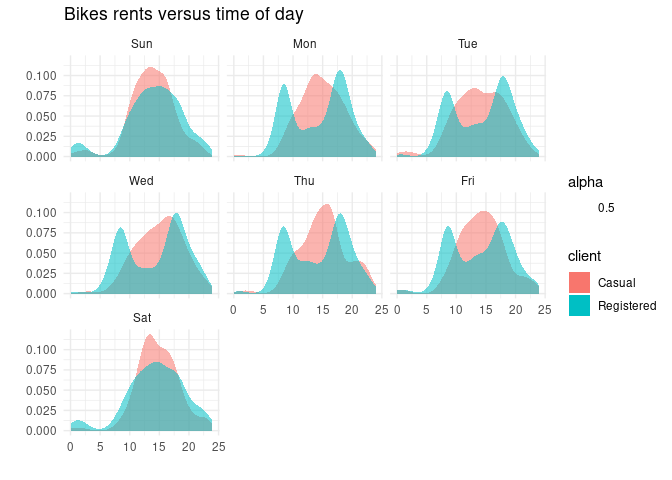 Bikes rents versus time of day
Sun Mon Tue
0.100
0.075
0.050
0.025
0.000
Wed Thu Fri
0.100
0.075
0.050
0.025
0.000
0 5 10 15 20 25 0 5 10 15 20 25
Sat
0.100
0.075
0.050
0.025
0.000
0 5 10 15 20 25
alpha
0.5
client
Casual
Registered